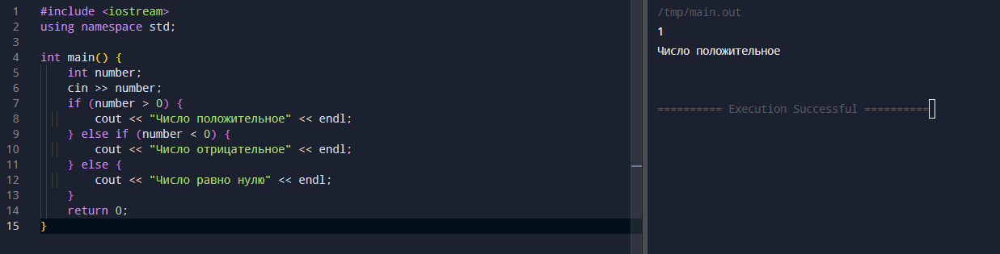 1 #include <iostream>
2 using namespace std;
3
4 int main() {
5     int number;
6     cin >> number;
7     if (number > 0) {
8         cout << "Число положительное" << endl;
9     } else if (number < 0) {
10         cout << "Число отрицательное" << endl;
11     } else {
12         cout << "Число равно нулю" << endl;
13     }
14     return 0;
15 }
/tmp/main.out
1
Число положительное
========== Execution Successful ==========